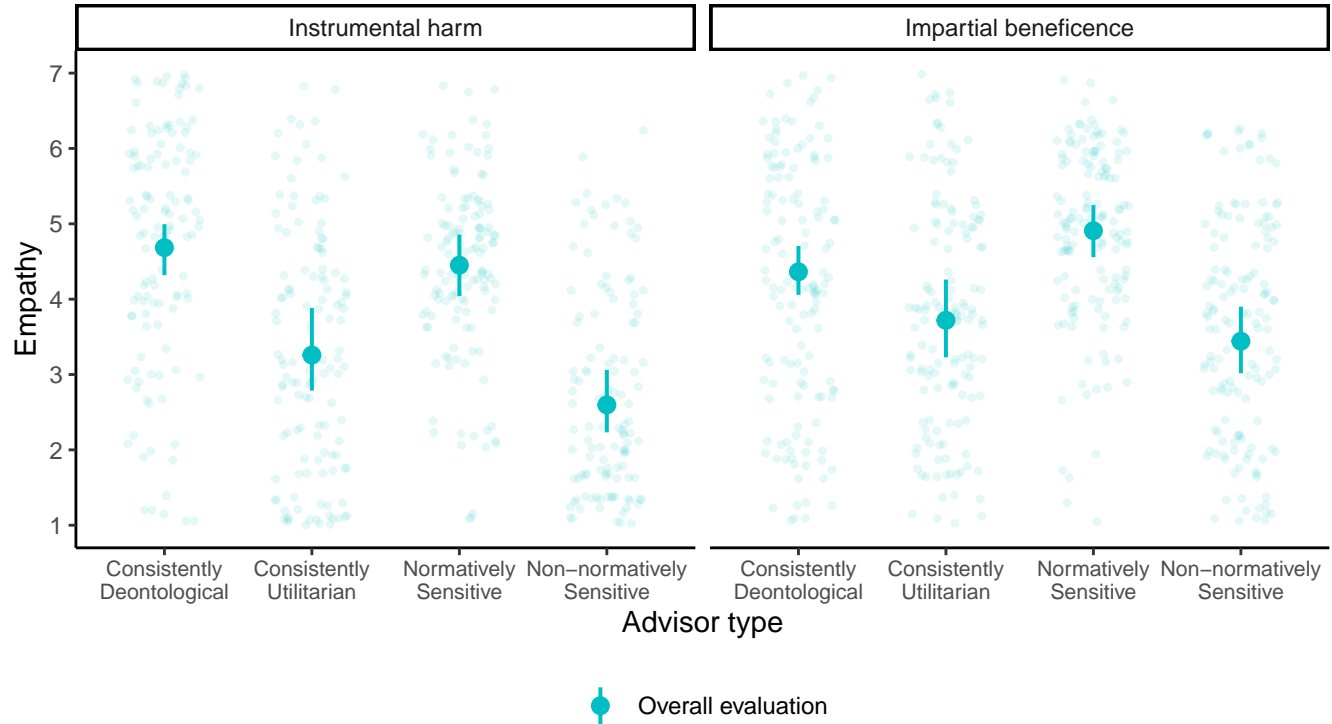 Instrumental harm
Impartial beneficence
7
6
5
4
3
2
1
Empathy
Consistently
Deontological
Consistently
Utilitarian
Normatively
Sensitive
Non−normatively
Sensitive
Consistently
Deontological
Consistently
Utilitarian
Normatively
Sensitive
Non−normatively
Sensitive
Advisor type
Overall evaluation